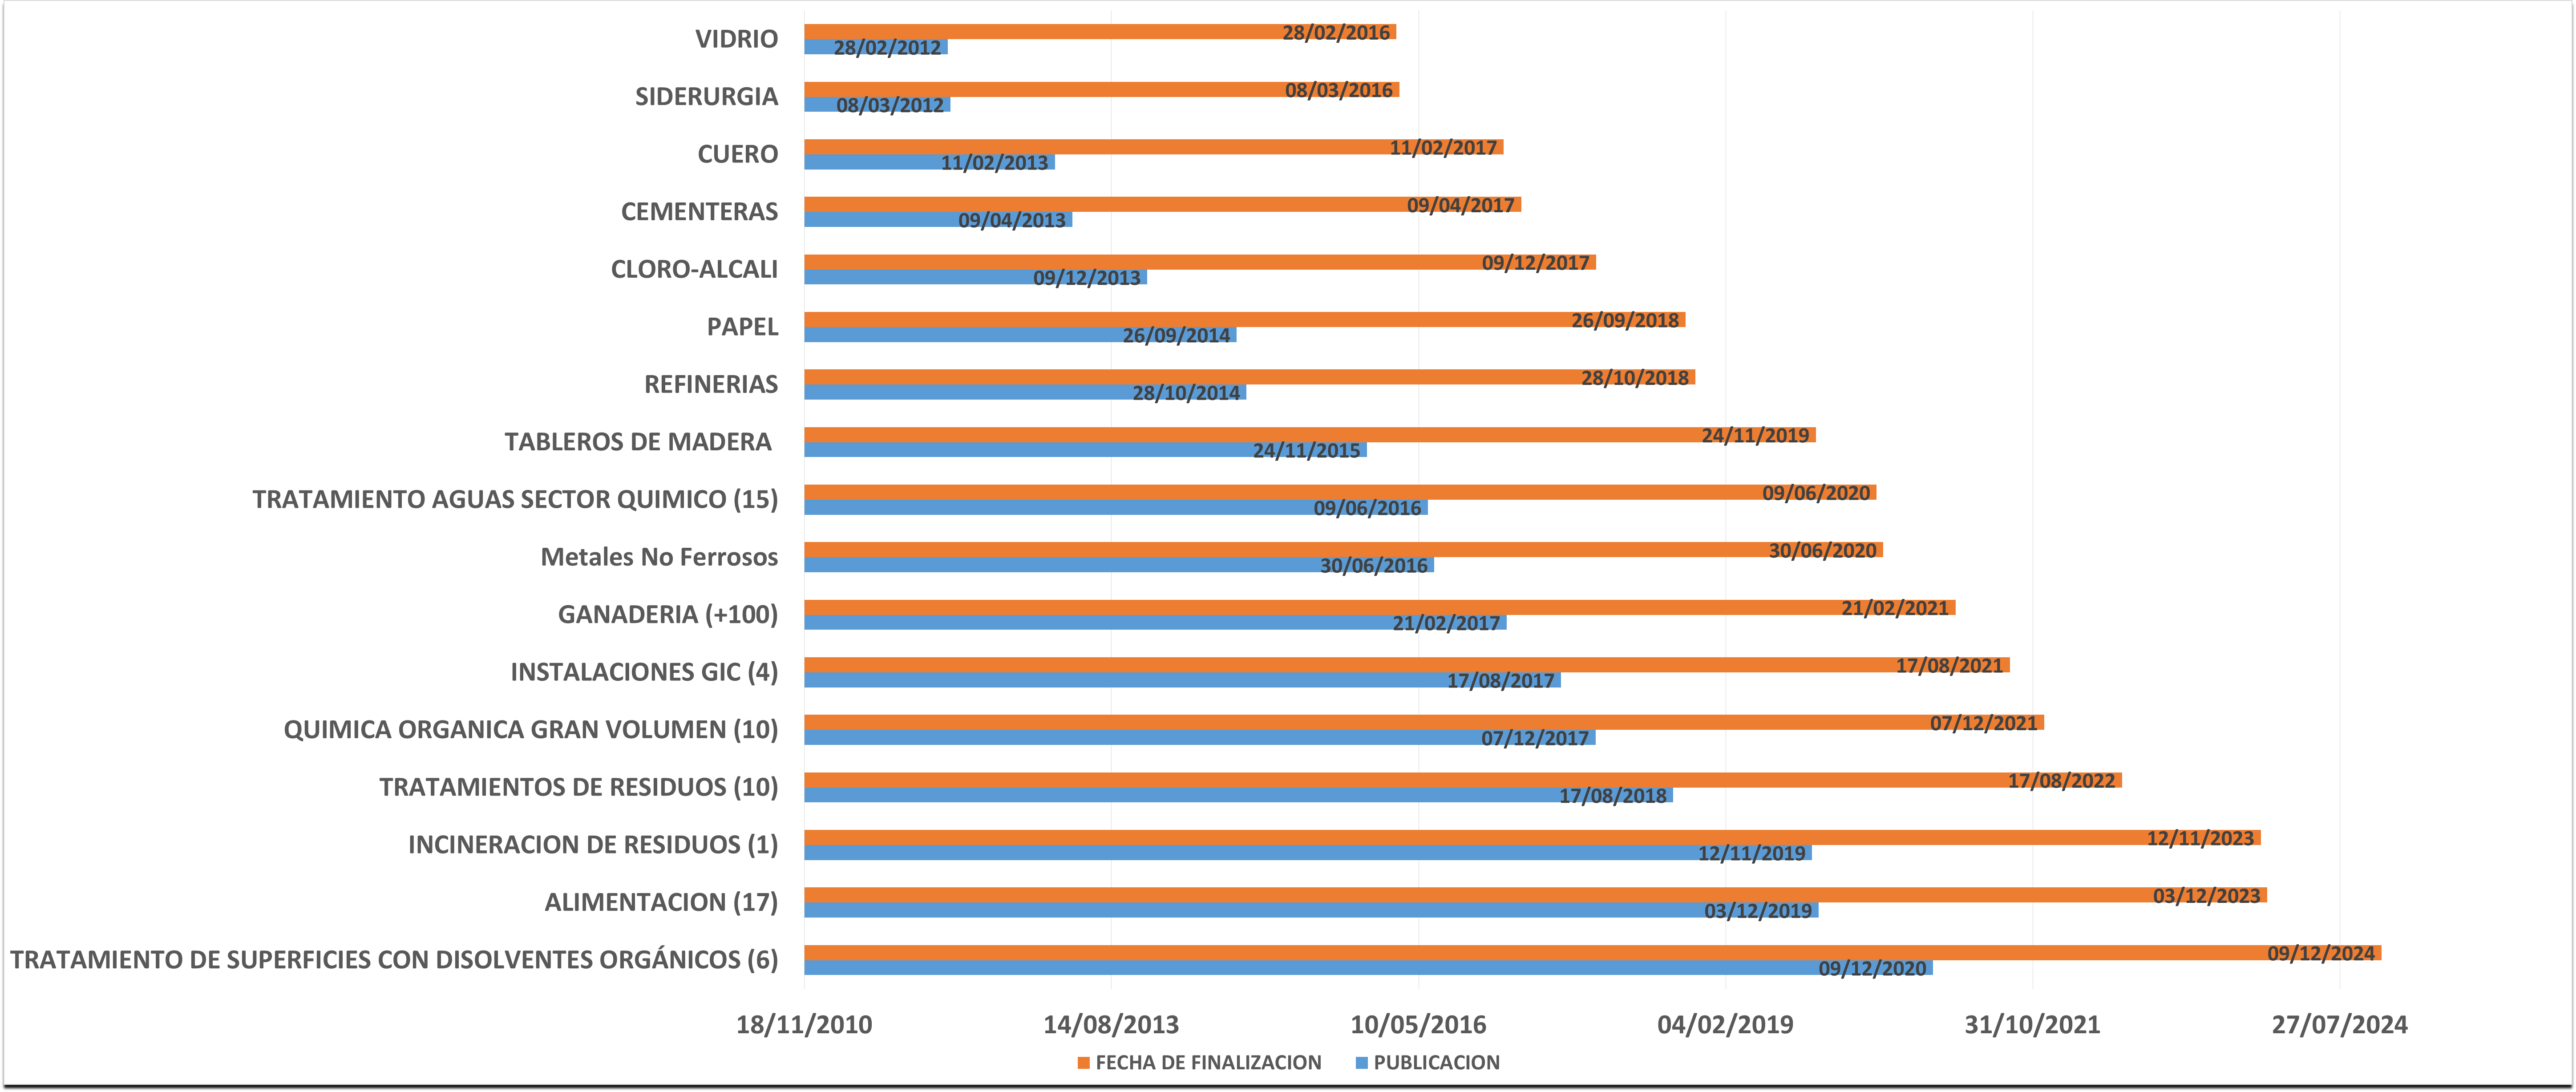 VIDRIO
28/02/2016
28/02/2012
SIDERURGIA
08/03/2016
08/03/2012
CUERO
11/02/2017
11/02/2013
CEMENTERAS
09/04/2017
09/04/2013
CLORO-ALCALI
09/12/2017
09/12/2013
PAPEL
26/09/2018
26/09/2014
REFINERIAS
28/10/2018
28/10/2014
TABLEROS DE MADERA
24/11/2019
24/11/2015
TRATAMIENTO AGUAS SECTOR QUIMICO (15)
09/06/2020
09/06/2016
Metales No Ferrosos
30/06/2020
30/06/2016
GANADERIA (+100)
21/02/2021
21/02/2017
INSTALACIONES GIC (4)
17/08/2021
17/08/2017
QUIMICA ORGANICA GRAN VOLUMEN (10)
07/12/2021
07/12/2017
TRATAMIENTOS DE RESIDUOS (10)
17/08/2022
17/08/2018
INCINERACION DE RESIDUOS (1)
12/11/2023
12/11/2019
ALIMENTACION (17)
03/12/2023
03/12/2019
TRATAMIENTO DE SUPERFICIES CON DISOLVENTES ORGÁNICOS (6)
09/12/2024
09/12/2020
18/11/2010 14/08/2013 10/05/2016 04/02/2019 31/10/2021 27/07/2024
FECHA DE FINALIZACION PUBLICACION